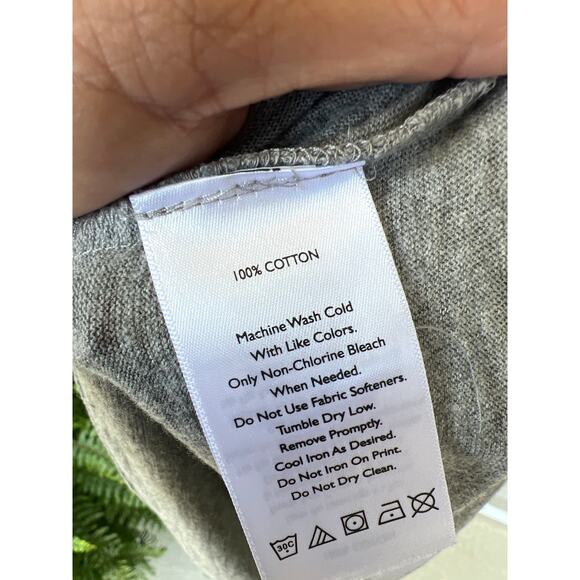 100% COTTON
Machine Wash Cold
With Like Colors.
Only Non-Chlorine Bleach
When Needed.
Do Not Use Fabric Softeners.
Tumble Dry Low.
Remove Promptly.
Cool Iron As Desired.
Do Not Iron On Print.
Do Not Dry Clean.
30C